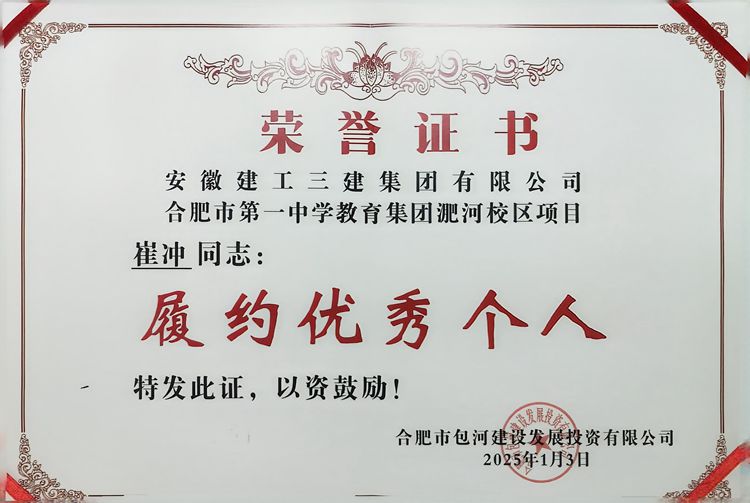 荣誉证书
安徽建工三建集团有限公司
合肥市第一中学教育集团淝河校区项目
崔冲同志：
履约优秀个人
特发此证，以资鼓励！
合肥市包河建设发展投资有限公司
2025年1月3日